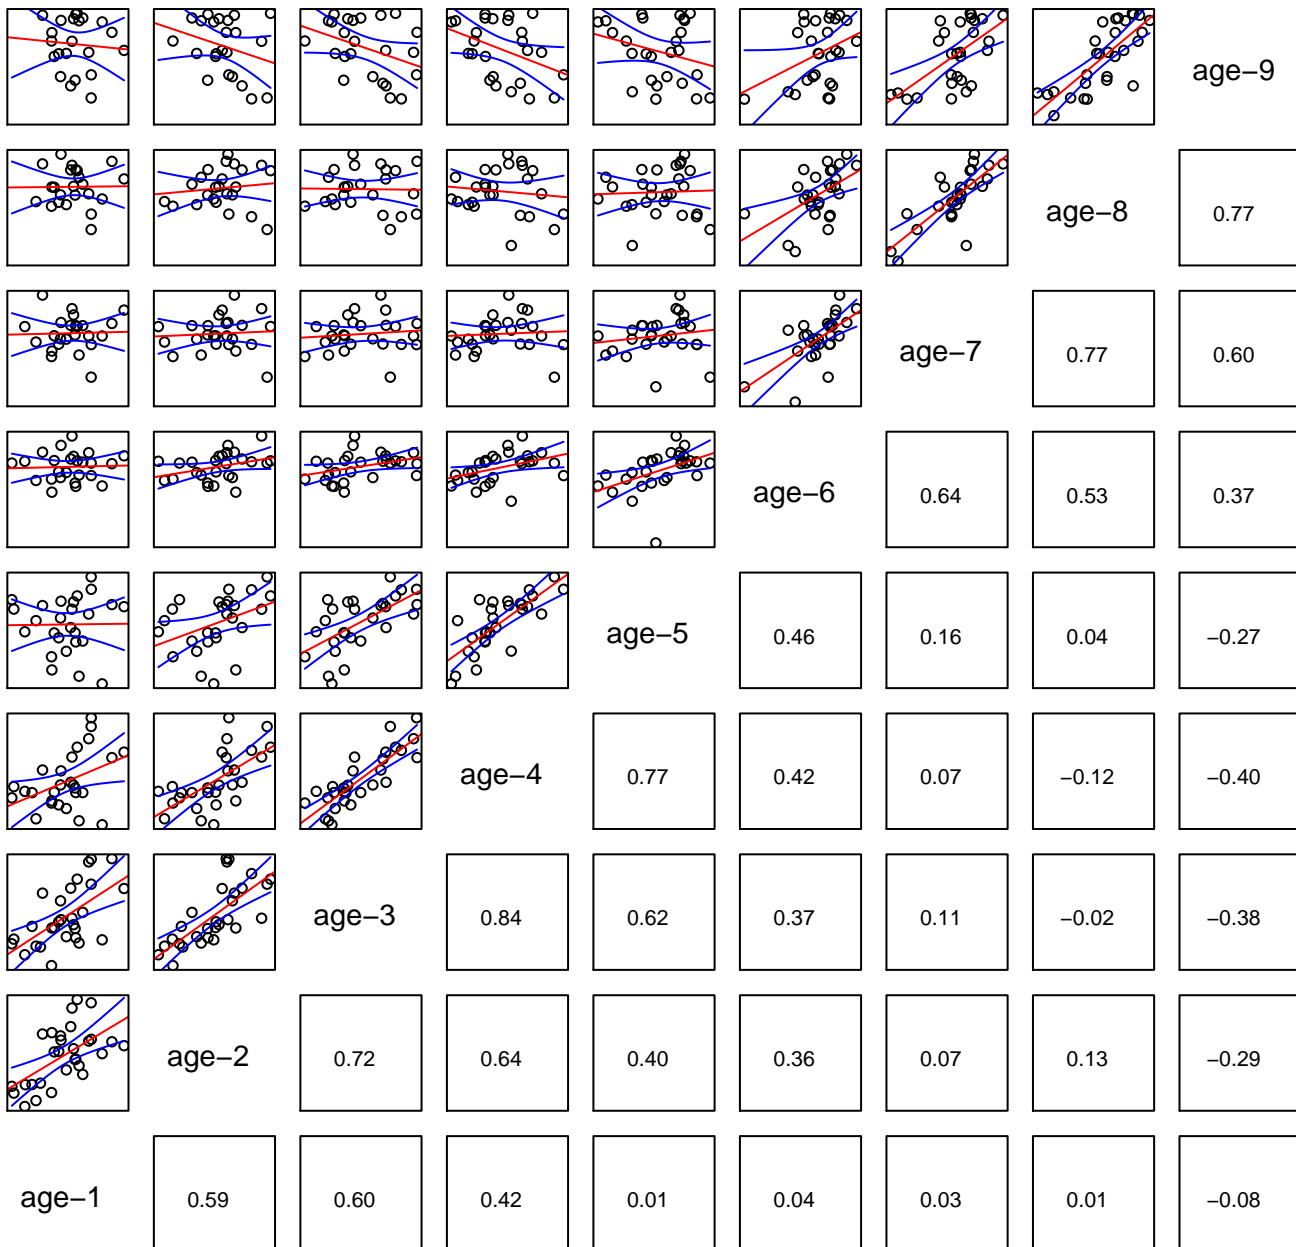 age−9
age−8 0.77
age−7 0.77 0.60
age−6 0.64 0.53 0.37
age−5 0.46 0.16 0.04 −0.27
age−4 0.77 0.42 0.07 −0.12 −0.40
age−3 0.84 0.62 0.37 0.11 −0.02 −0.38
age−2 0.72 0.64 0.40 0.36 0.07 0.13 −0.29
age−1 0.59 0.60 0.42 0.01 0.04 0.03 0.01 −0.08